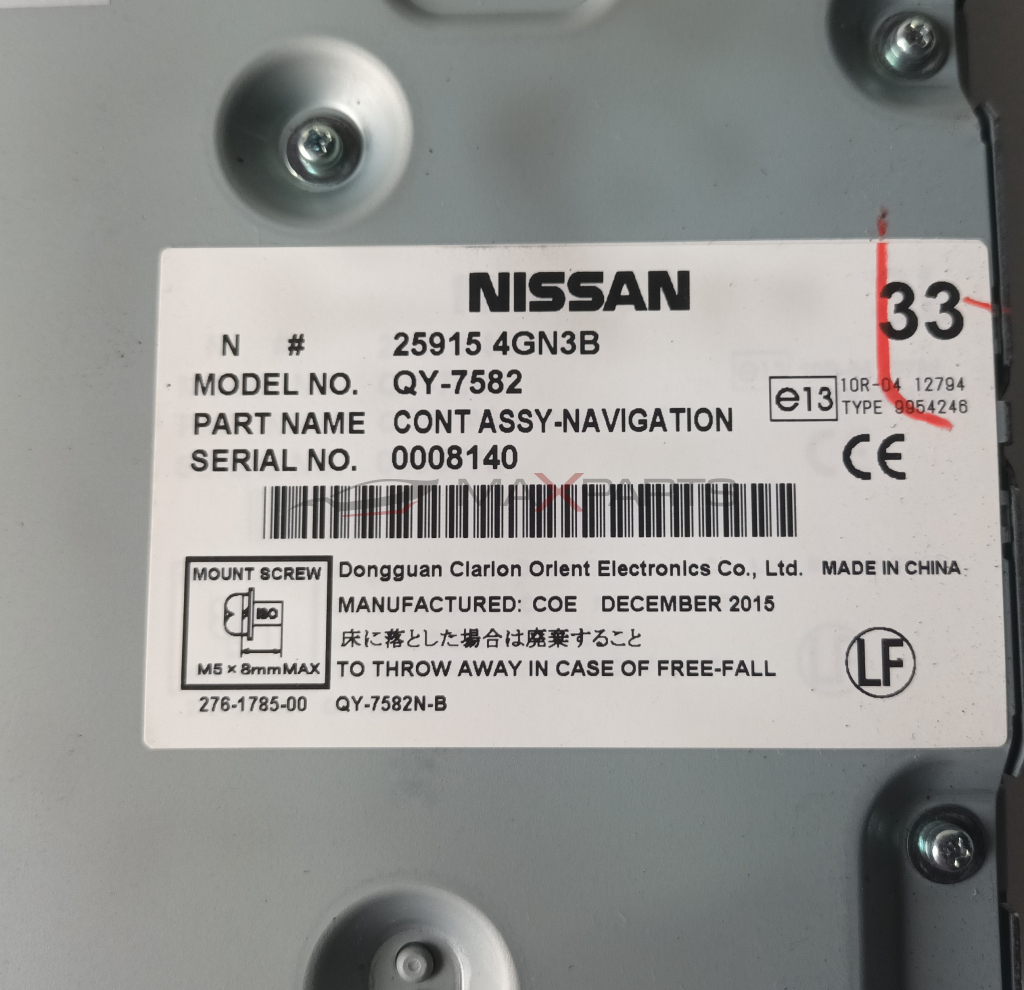 NISSAN
33
N # 25915 4GN3B
MODEL NO. QY-7582
e13 10R-04 12794
TYPE 9954246
PART NAME CONT ASSY-NAVIGATION
SERIAL NO. 0008140
CE
MAXPARTS
MOUNT SCREW
ISO
M5 × 8mmMAX
Dongguan Clarion Orient Electronics Co., Ltd. MADE IN CHINA
MANUFACTURED: COE DECEMBER 2015
床に落とした場合は廃棄すること
TO THROW AWAY IN CASE OF FREE-FALL
LF
276-1785-00 QY-7582N-B